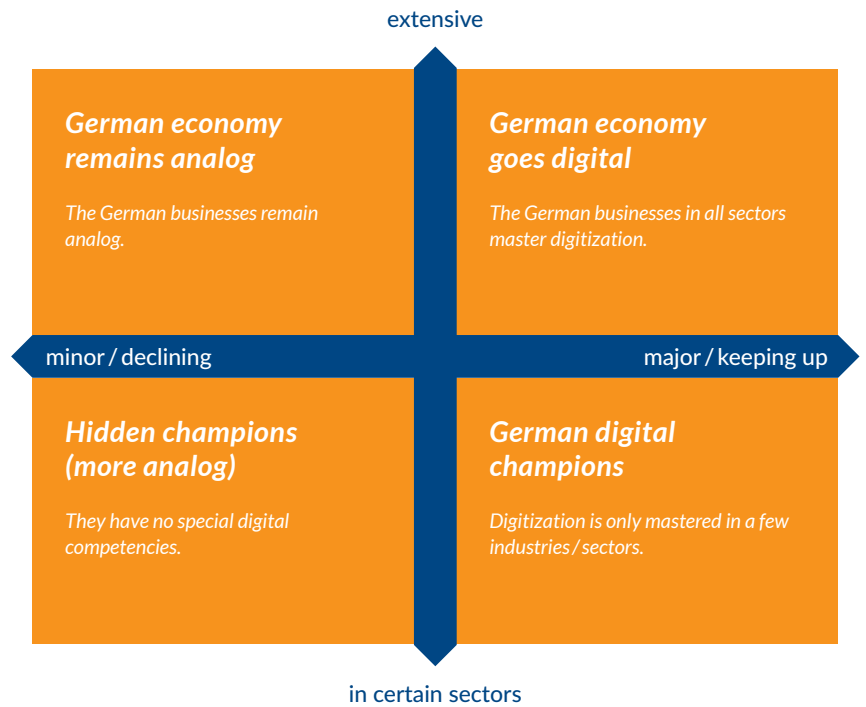 extensive
German economy
remains analog
The German businesses remain
analog.
German economy
goes digital
The German businesses in all sectors
master digitization.
minor / declining
major / keeping up
Hidden champions
(more analog)
They have no special digital
competencies.
German digital
champions
Digitization is only mastered in a few
industries / sectors.
in certain sectors